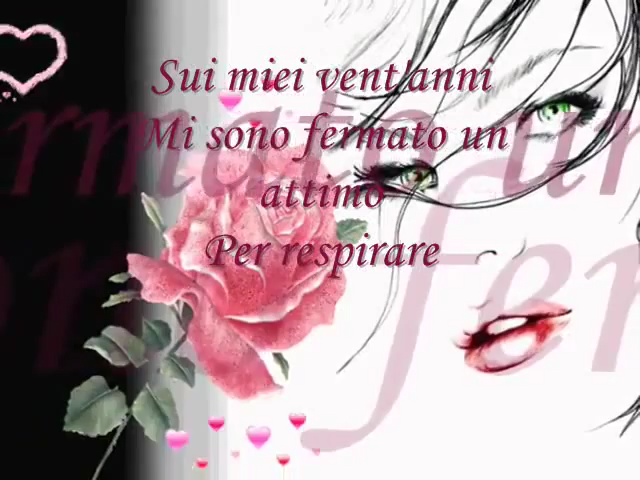 Sui miei vent'anni
Mi sono fermato un
attimo
Per respirare